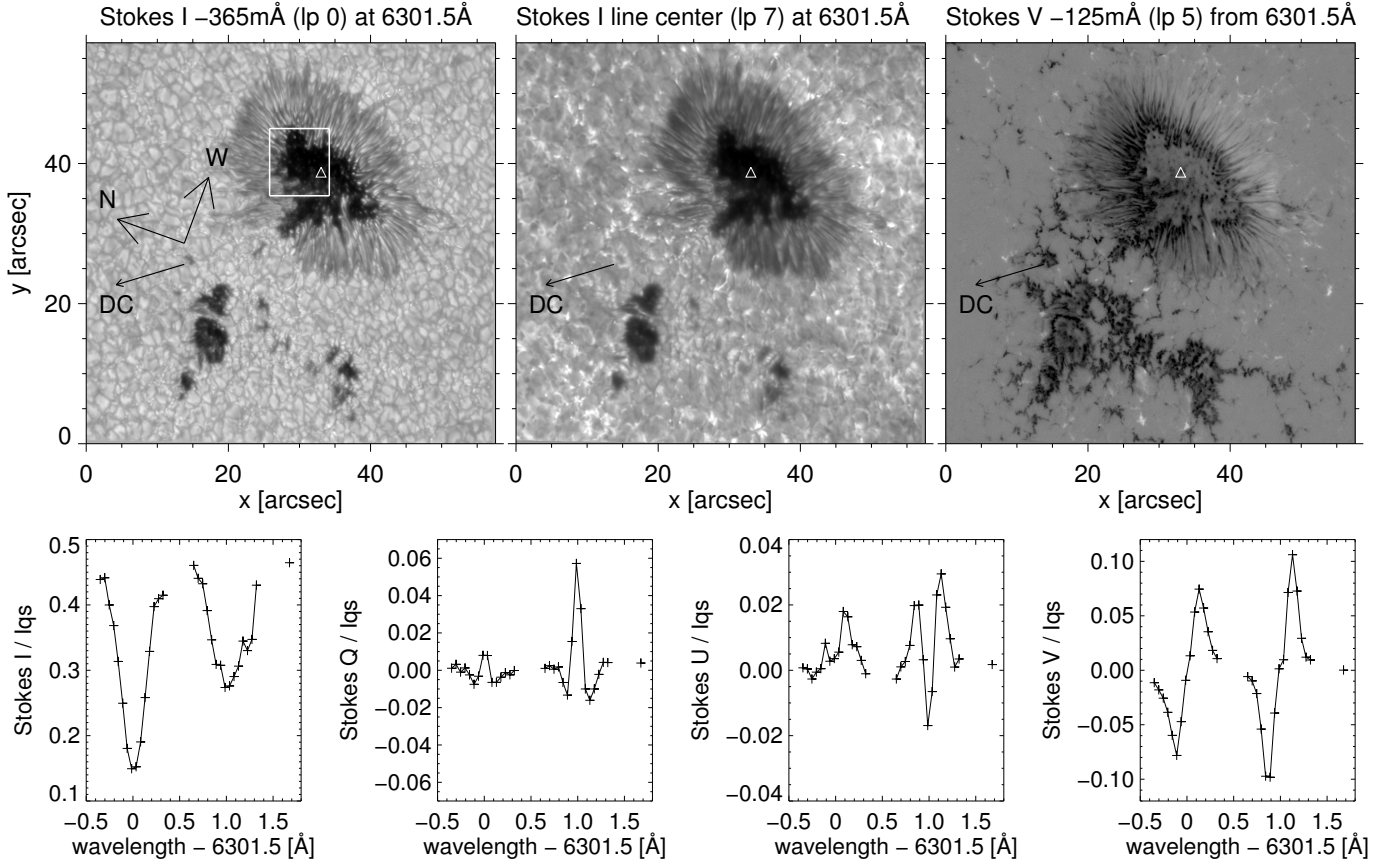 Stokes I −365mÅ (lp 0) at 6301.5Å
Stokes I line center (lp 7) at 6301.5Å
Stokes V −125mÅ (lp 5) from 6301.5Å
y [arcsec]
40
20
0
W
N
DC
DC
DC
0 20 40
0 20 40
0 20 40
x [arcsec]
x [arcsec]
x [arcsec]
Stokes I / Iqs
0.5
0.4
0.3
0.2
0.1
−0.5 0 0.5 1.0 1.5
wavelength − 6301.5 [Å]
Stokes Q / Iqs
0.06
0.04
0.02
0.00
−0.02
−0.04
−0.06
−0.5 0 0.5 1.0 1.5
wavelength − 6301.5 [Å]
Stokes U / Iqs
0.04
0.02
0.00
−0.02
−0.04
−0.5 0 0.5 1.0 1.5
wavelength − 6301.5 [Å]
Stokes V / Iqs
0.10
0.05
0.00
−0.05
−0.10
−0.5 0 0.5 1.0 1.5
wavelength − 6301.5 [Å]